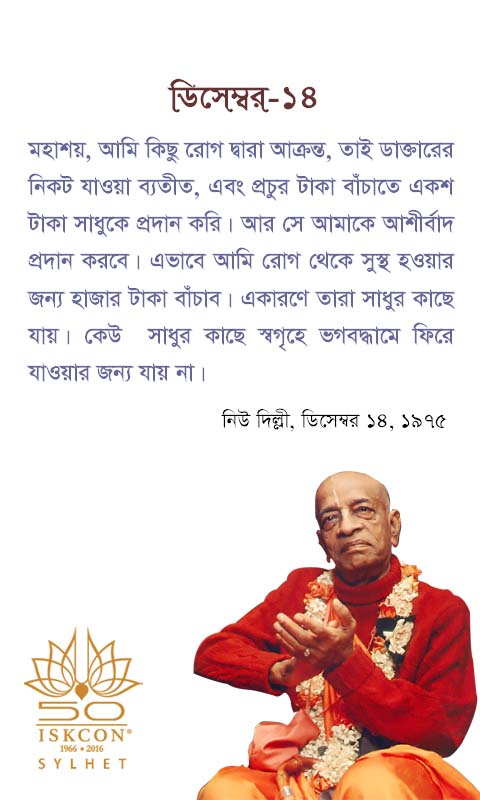 ডিসেম্বর-১৪
মহাশয়, আমি কিছু রোগ দ্বারা আক্রন্ত, তাই ডাক্তারের
নিকট যাওয়া ব্যতীত, এবং প্রচুর টাকা বাঁচাতে একশ
টাকা সাধুকে প্রদান করি। আর সে আমাকে আশীর্বাদ
প্রদান করবে। এভাবে আমি রোগ থেকে সুস্থ হওয়ার
জন্য হাজার টাকা বাঁচাব। একারণে তারা সাধুর কাছে
যায়। কেউ সাধুর কাছে স্বগৃহে ভগবদ্ধামে ফিরে
যাওয়ার জন্য যায় না।
নিউ দিল্লী, ডিসেম্বর ১৪, ১৯৭৫
50
ISKCON®
1966 • 2016
SYLHET